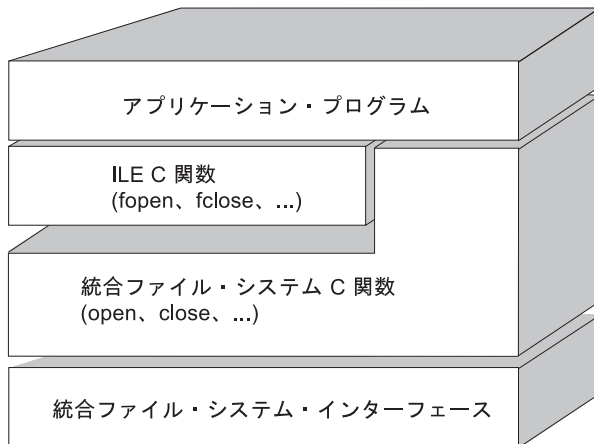 アプリケーション・プログラム
ILE C 関数
(fopen、fclose、...)
統合ファイル・システム C 関数
(open、close、...)
統合ファイル・システム・インターフェース